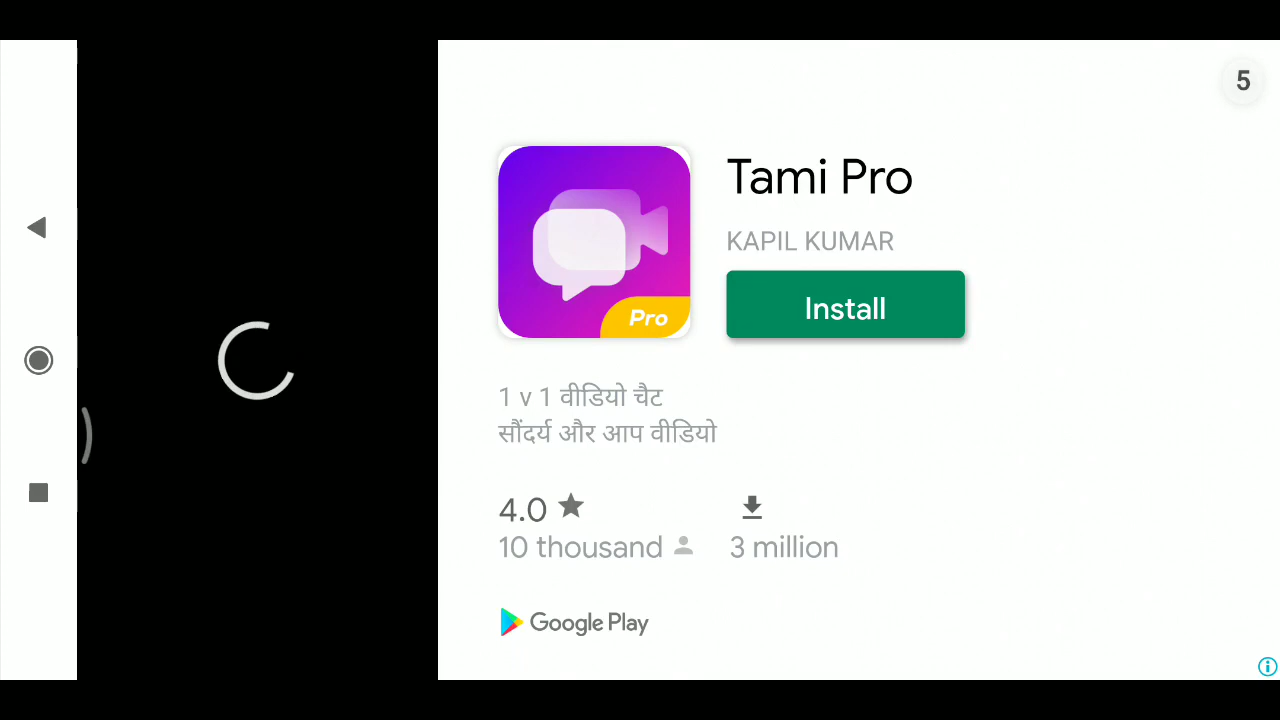 5
Tami Pro
KAPIL KUMAR
Install
Pro
1 v 1 वीडियो चैट
सौंदर्य और आप वीडियो
4.0
10 thousand
3 million
Google Play